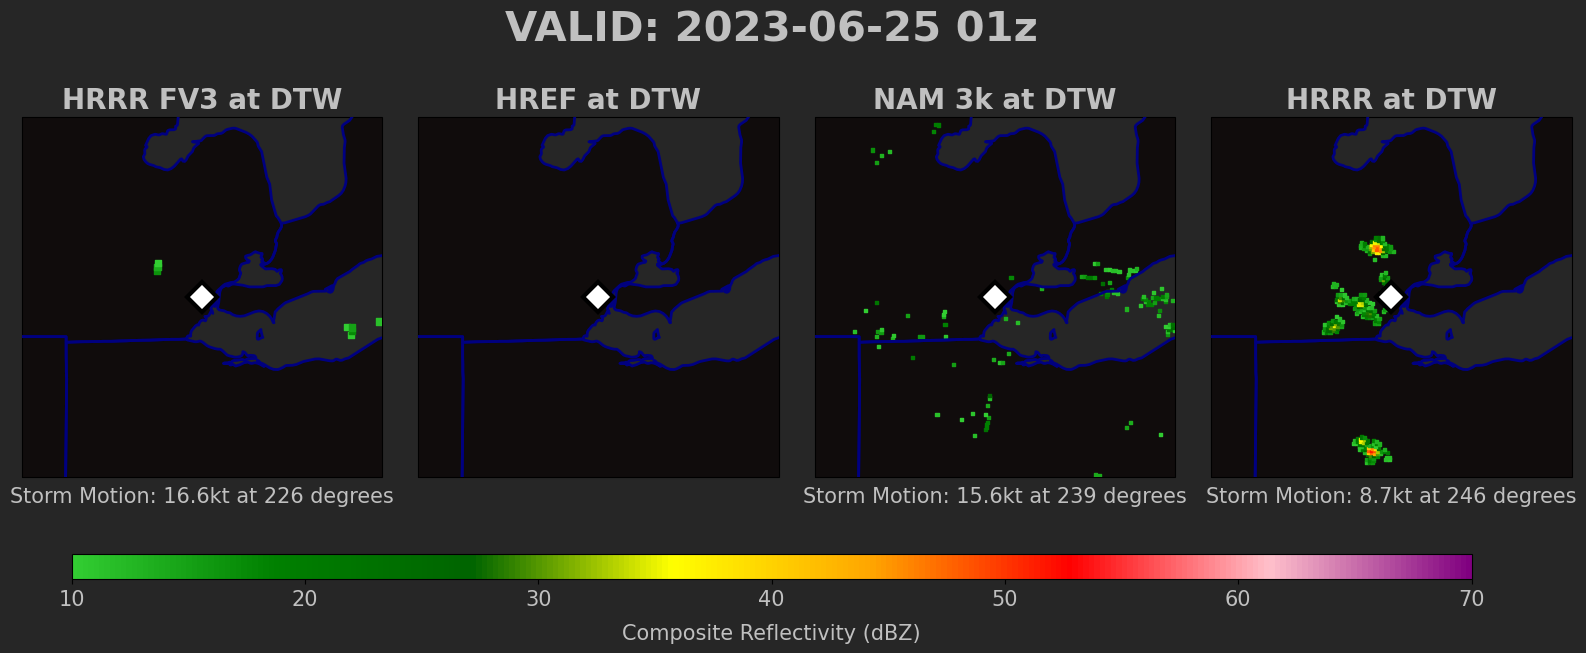 VALID: 2023-06-25 01z
HRRR FV3 at DTW
HREF at DTW
NAM 3k at DTW
HRRR at DTW
Storm Motion: 16.6kt at 226 degrees
Storm Motion: 15.6kt at 239 degrees
Storm Motion: 8.7kt at 246 degrees
10 20 30 40 50 60 70
Composite Reflectivity (dBZ)